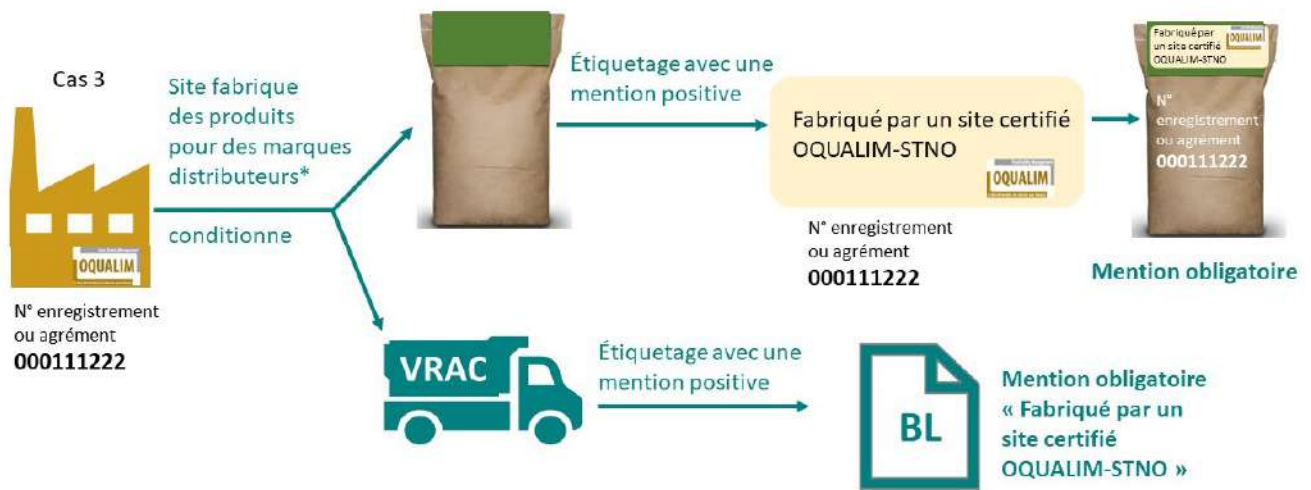 Cas 3
OQUALIM
N° enregistrement
ou agrément
000111222
Site fabrique
des produits
pour des marques
distributeurs*
conditionne
Étiquetage avec une
mention positive
Fabriqué par un site certifié
OQUALIM-STNO
OQUALIM
N° enregistrement
ou agrément
000111222
Fabriqué par
un site certifié
OQUALIM-STNO
OQUALIM
N°
enregistrement
ou agrément
000111222
Mention obligatoire
VRAC
Étiquetage avec une
mention positive
BL
Mention obligatoire
« Fabriqué par un
site certifié
OQUALIM-STNO »